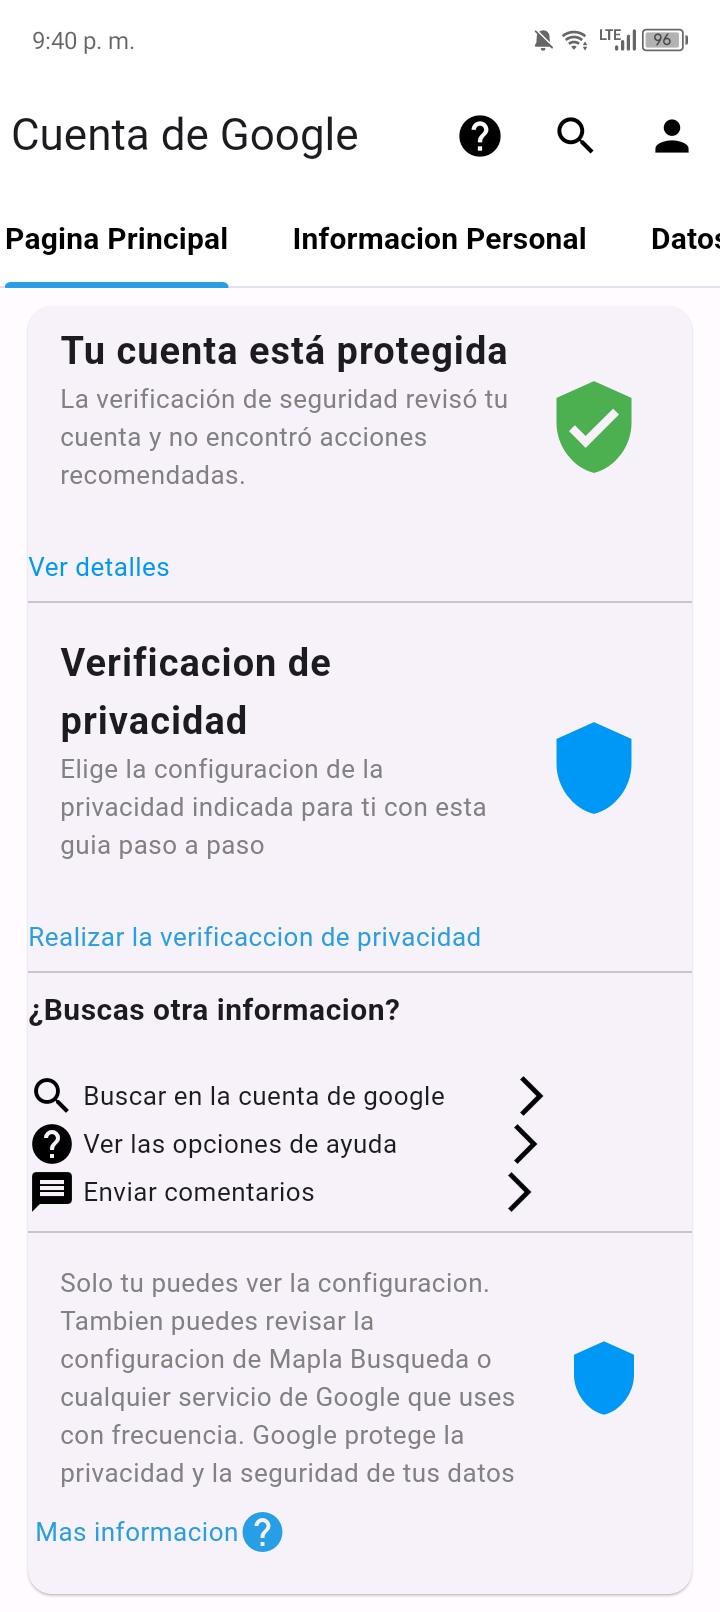 9:40 p. m.
LTE
96
Cuenta de Google
Pagina Principal Informacion Personal Datos
Tu cuenta está protegida
La verificación de seguridad revisó tu
cuenta y no encontró acciones
recomendadas.
Ver detalles
Verificacion de
privacidad
Elige la configuracion de la
privacidad indicada para ti con esta
guia paso a paso
Realizar la verificaccion de privacidad
¿Buscas otra informacion?
Buscar en la cuenta de google
Ver las opciones de ayuda
Enviar comentarios
Solo tu puedes ver la configuracion.
Tambien puedes revisar la
configuracion de Mapla Busqueda o
cualquier servicio de Google que uses
con frecuencia. Google protege la
privacidad y la seguridad de tus datos
Mas informacion